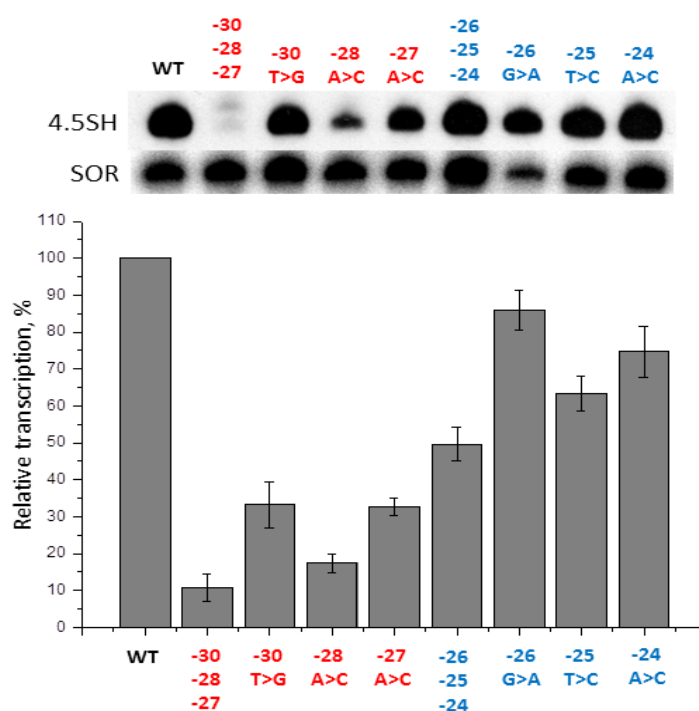 WT
-30
-28
-27
-30
T>G
-28
A>C
-27
A>C
-26
-25
-24
-26
G>A
-25
T>C
-24
A>C
4.5SH
SOR
Relative transcription, %
110
100
90
80
70
60
50
40
30
20
10
0
WT
-30
-28
-27
-30
T>G
-28
A>C
-27
A>C
-26
-25
-24
-26
G>A
-25
T>C
-24
A>C